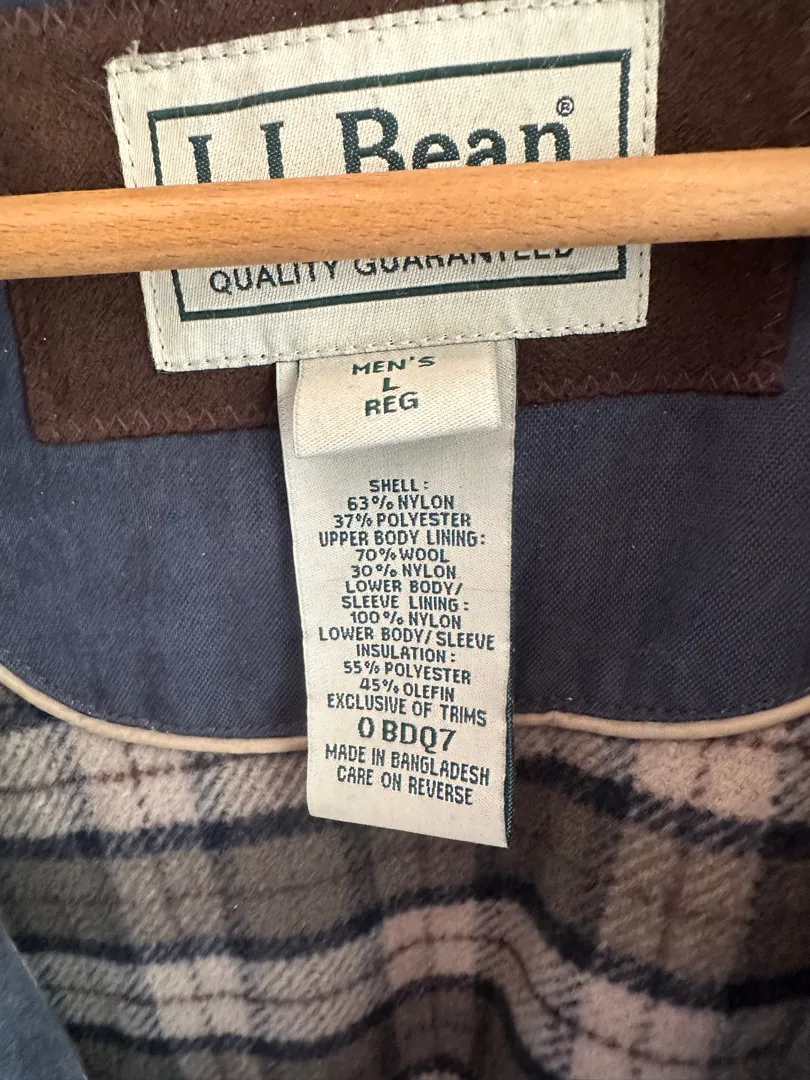 L.L.Bean®
QUALITY GUARANTEED
MEN'S
L
REG
SHELL:
63% NYLON
37% POLYESTER
UPPER BODY LINING:
70% WOOL
30% NYLON
LOWER BODY/
SLEEVE LINING:
100% NYLON
LOWER BODY/SLEEVE
INSULATION:
55% POLYESTER
45% OLEFIN
EXCLUSIVE OF TRIMS
0 BDQ7
MADE IN BANGLADESH
CARE ON REVERSE